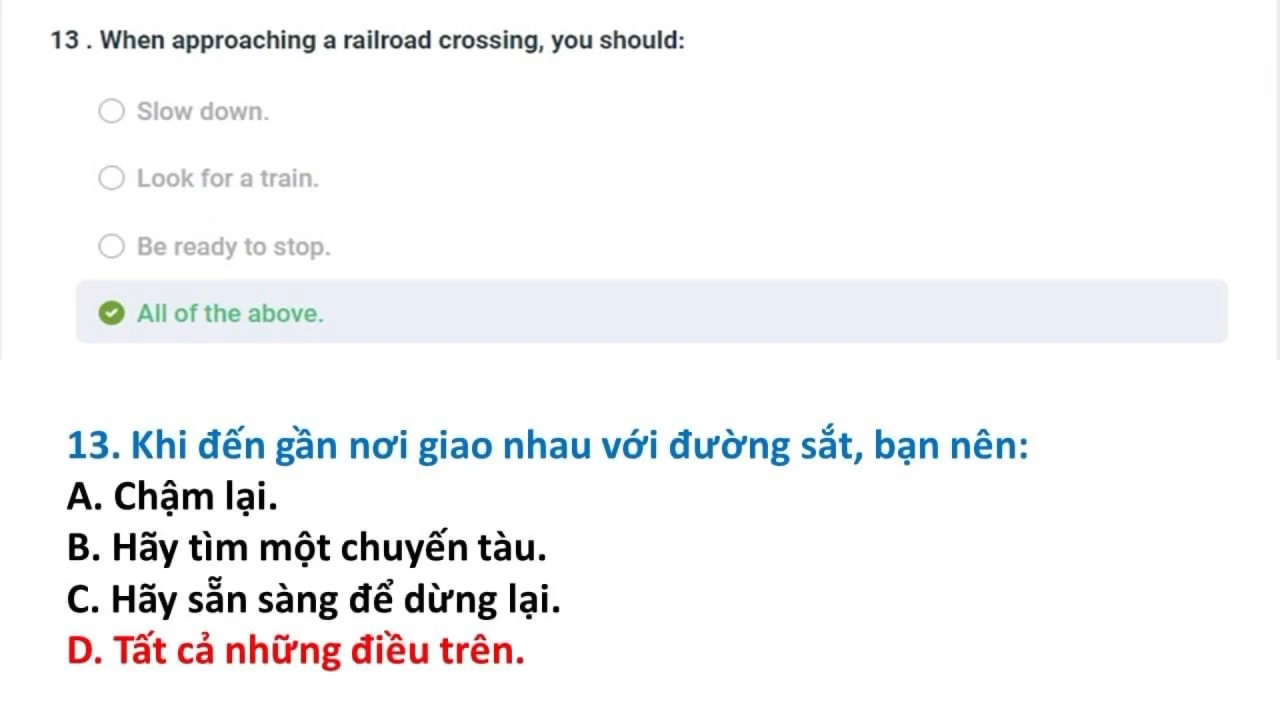 13 . When approaching a railroad crossing, you should:
Slow down.
Look for a train.
Be ready to stop.
All of the above.
13. Khi đến gần nơi giao nhau với đường sắt, bạn nên:
A. Chậm lại.
B. Hãy tìm một chuyến tàu.
C. Hãy sẵn sàng để dừng lại.
D. Tất cả những điều trên.